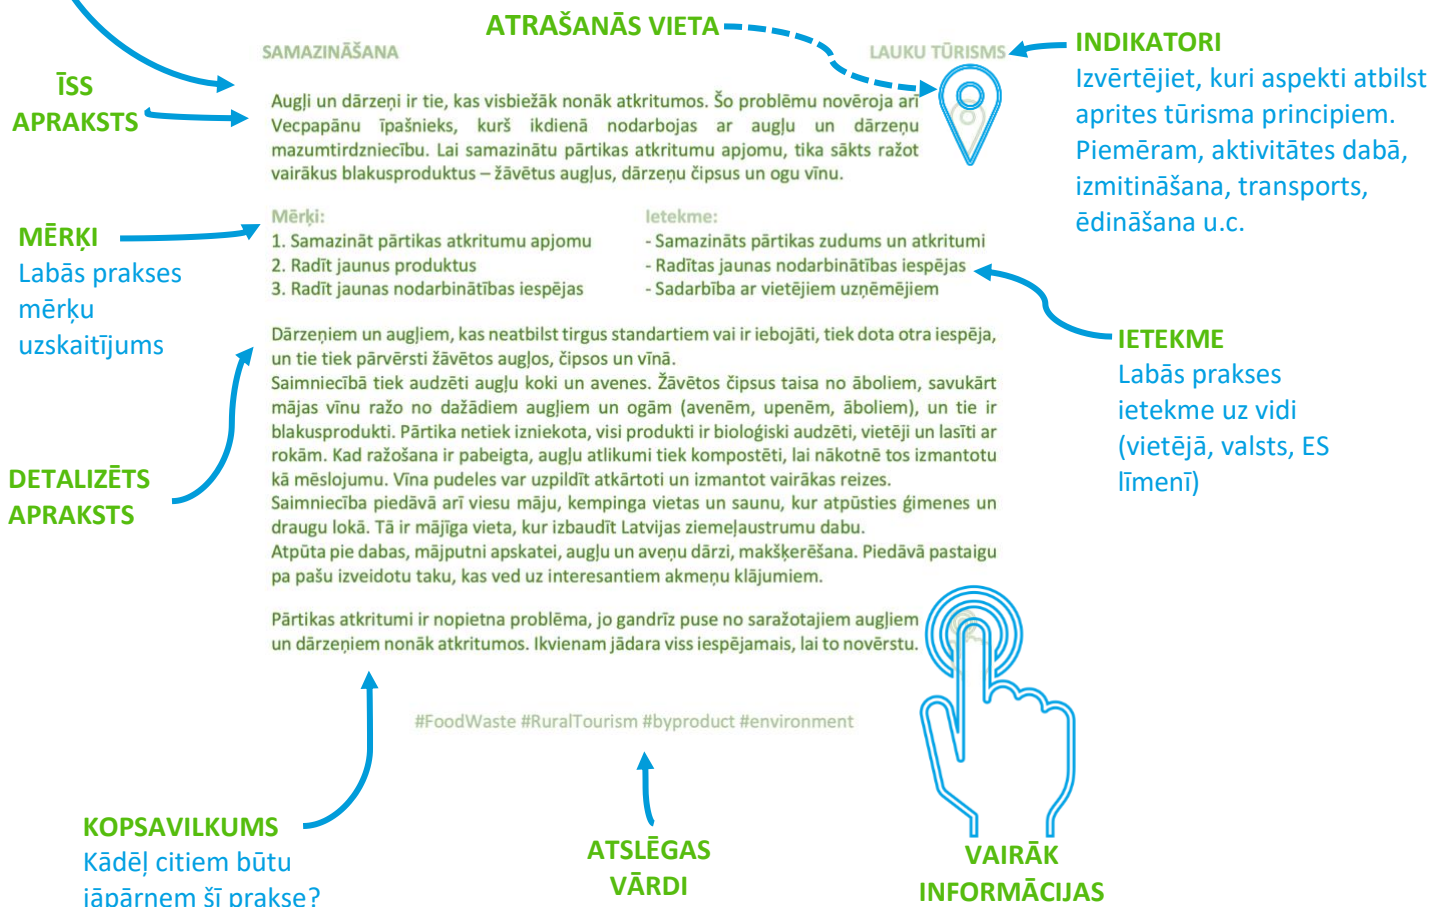 ATRAŠANĀS VIETA
SAMAZINĀŠANA
LAUKU TŪRISMS
INDIKATORI
Izvērtējiet, kuri aspekti atbilst
aprites tūrisma principiem.
Piemēram, aktivitātes dabā,
izmitināšana, transports,
ēdināšana u.c.
ĪSS
APRAKSTS
Augļi un dārzeņi ir tie, kas visbiežāk nonāk atkritumos. Šo problēmu novēroja arī
Vecpapānu īpašnieks, kurš ikdienā nodarbojas ar augļu un dārzeņu
mazumtirdzniecību. Lai samazinātu pārtikas atkritumu apjomu, tika sākts ražot
vairākus blakusproduktus – žāvētus augļus, dārzeņu čipsus un ogu vīnu.
MĒRĶI
Labās prakses
mērķu
uzskaitījums
Mērķi:
1. Samazināt pārtikas atkritumu apjomu
2. Radīt jaunus produktus
3. Radīt jaunas nodarbinātības iespējas
Ietekme:
- Samazināts pārtikas zudums un atkritumi
- Radītas jaunas nodarbinātības iespējas
- Sadarbība ar vietējiem uzņēmējiem
IETEKME
Labās prakses
ietekme uz vidi
(vietējā, valsts, ES
līmenī)
DETALIZĒTS
APRAKSTS
Dārzeņiem un augļiem, kas neatbilst tirgus standartiem vai ir iebojāti, tiek dota otra iespēja,
un tie tiek pārvērsti žāvētos augļos, čipsos un vīnā.
Saimniecībā tiek audzēti augļu koki un avenes. Žāvētos čipsus taisa no āboliem, savukārt
mājas vīnu ražo no dažādiem augļiem un ogām (avenēm, upenēm, āboliem), un tie ir
blakusprodukti. Pārtika netiek izniekota, visi produkti ir bioloģiski audzēti, vietēji un lasīti ar
rokām. Kad ražošana ir pabeigta, augļu atlikumi tiek kompostēti, lai nākotnē tos izmantotu
kā mēslojumu. Vīna pudeles var uzpildīt atkārtoti un izmantot vairākas reizes.
Saimniecība piedāvā arī viesu māju, kempinga vietas un saunu, kur atpūsties ģimenes un
draugu lokā. Tā ir mājīga vieta, kur izbaudīt Latvijas ziemeļaustrumu dabu.
Atpūta pie dabas, mājputni apskatei, augļu un aveņu dārzi, makšķerēšana. Piedāvā pastaigu
pa pašu izveidotu taku, kas ved uz interesantiem akmeņu klājumiem.
Pārtikas atkritumi ir nopietna problēma, jo gandrīz puse no saražotajiem augļiem
un dārzeņiem nonāk atkritumos. Ikvienam jādara viss iespējamais, lai to novērstu.
#FoodWaste #RuralTourism #byproduct #environment
KOPSAVILKUMS
Kādēļ citiem būtu
jāpārņem šī prakse?
ATSLĒGAS
VĀRDI
VAIRĀK
INFORMĀCIJAS